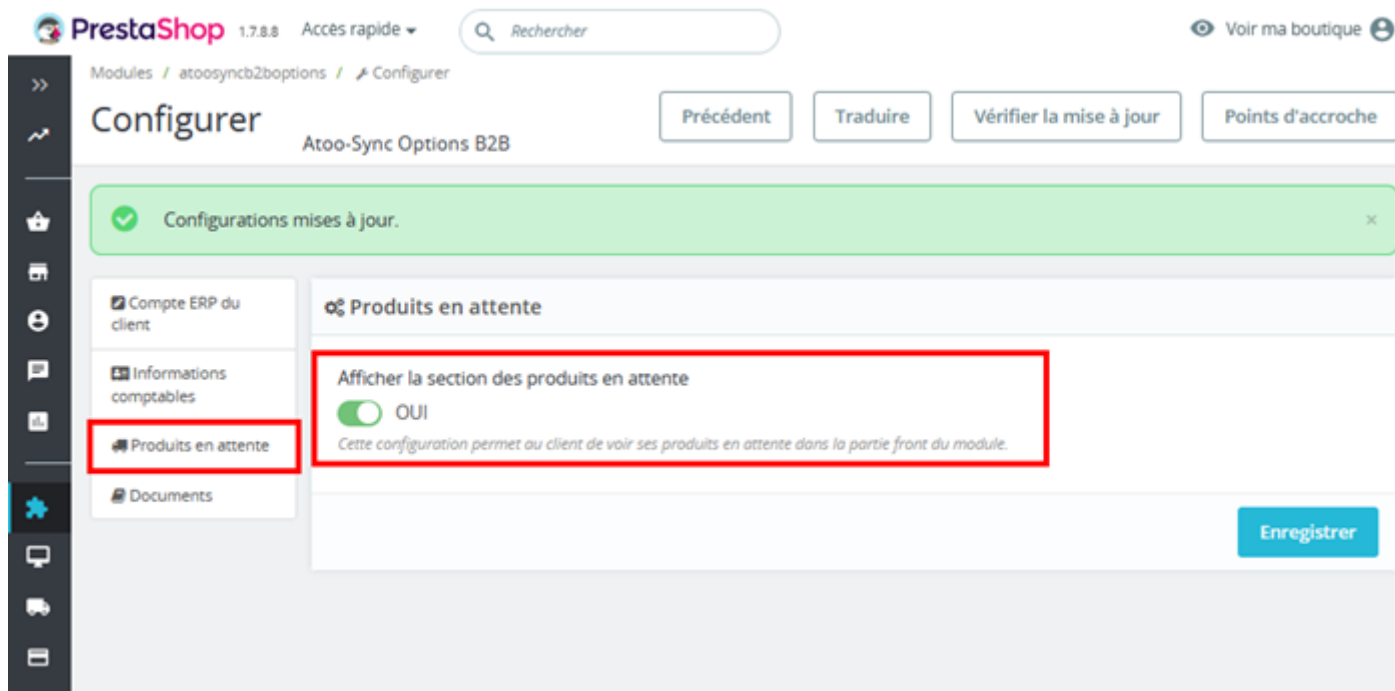 PrestaShop 1.7.8.8 Accès rapide Rechercher Voir ma boutique
Modules / atoosyncb2boptions / Configurer
Configurer
Atoo-Sync Options B2B
Précédent Traduire Vérifier la mise à jour Points d'accroche
Configurations mises à jour. ×
Compte ERP du
client
Informations
comptables
Produits en attente
Documents
Produits en attente
Afficher la section des produits en attente
OUI
Cette configuration permet au client de voir ses produits en attente dans la partie front du module.
Enregistrer